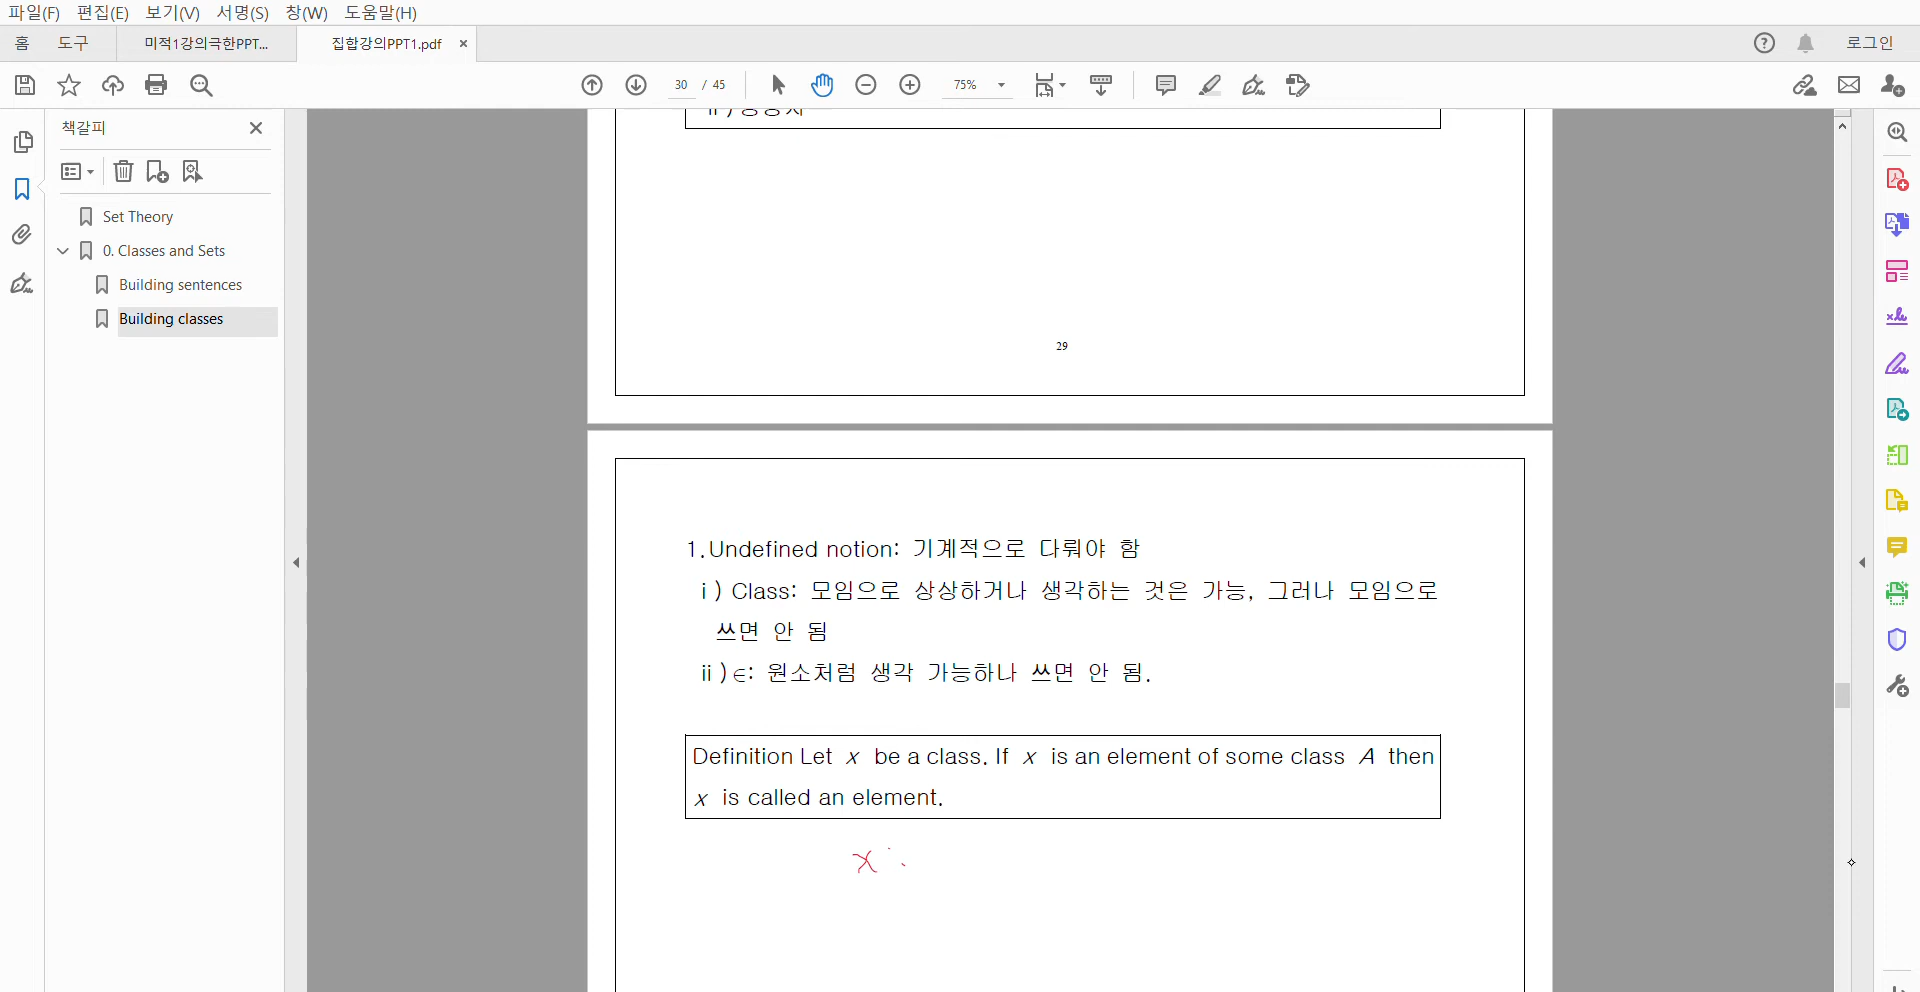 파일(F) 편집(E) 보기(V) 서명(S) 창(W) 도움말(H)
홈 도구 미적1강의극한PPT... 집합강의PPT1.pdf × 로그인
30 / 45 75%
책갈피
Set Theory
0. Classes and Sets
Building sentences
Building classes
29
1.Undefined notion: 기계적으로 다뤄야 함
ⅰ) Class: 모임으로 상상하거나 생각하는 것은 가능, 그러나 모임으로
쓰면 안 됨
ⅱ)∈: 원소처럼 생각 가능하나 쓰면 안 됨.
Definition Let x be a class. If x is an element of some class A then
x is called an element.
x